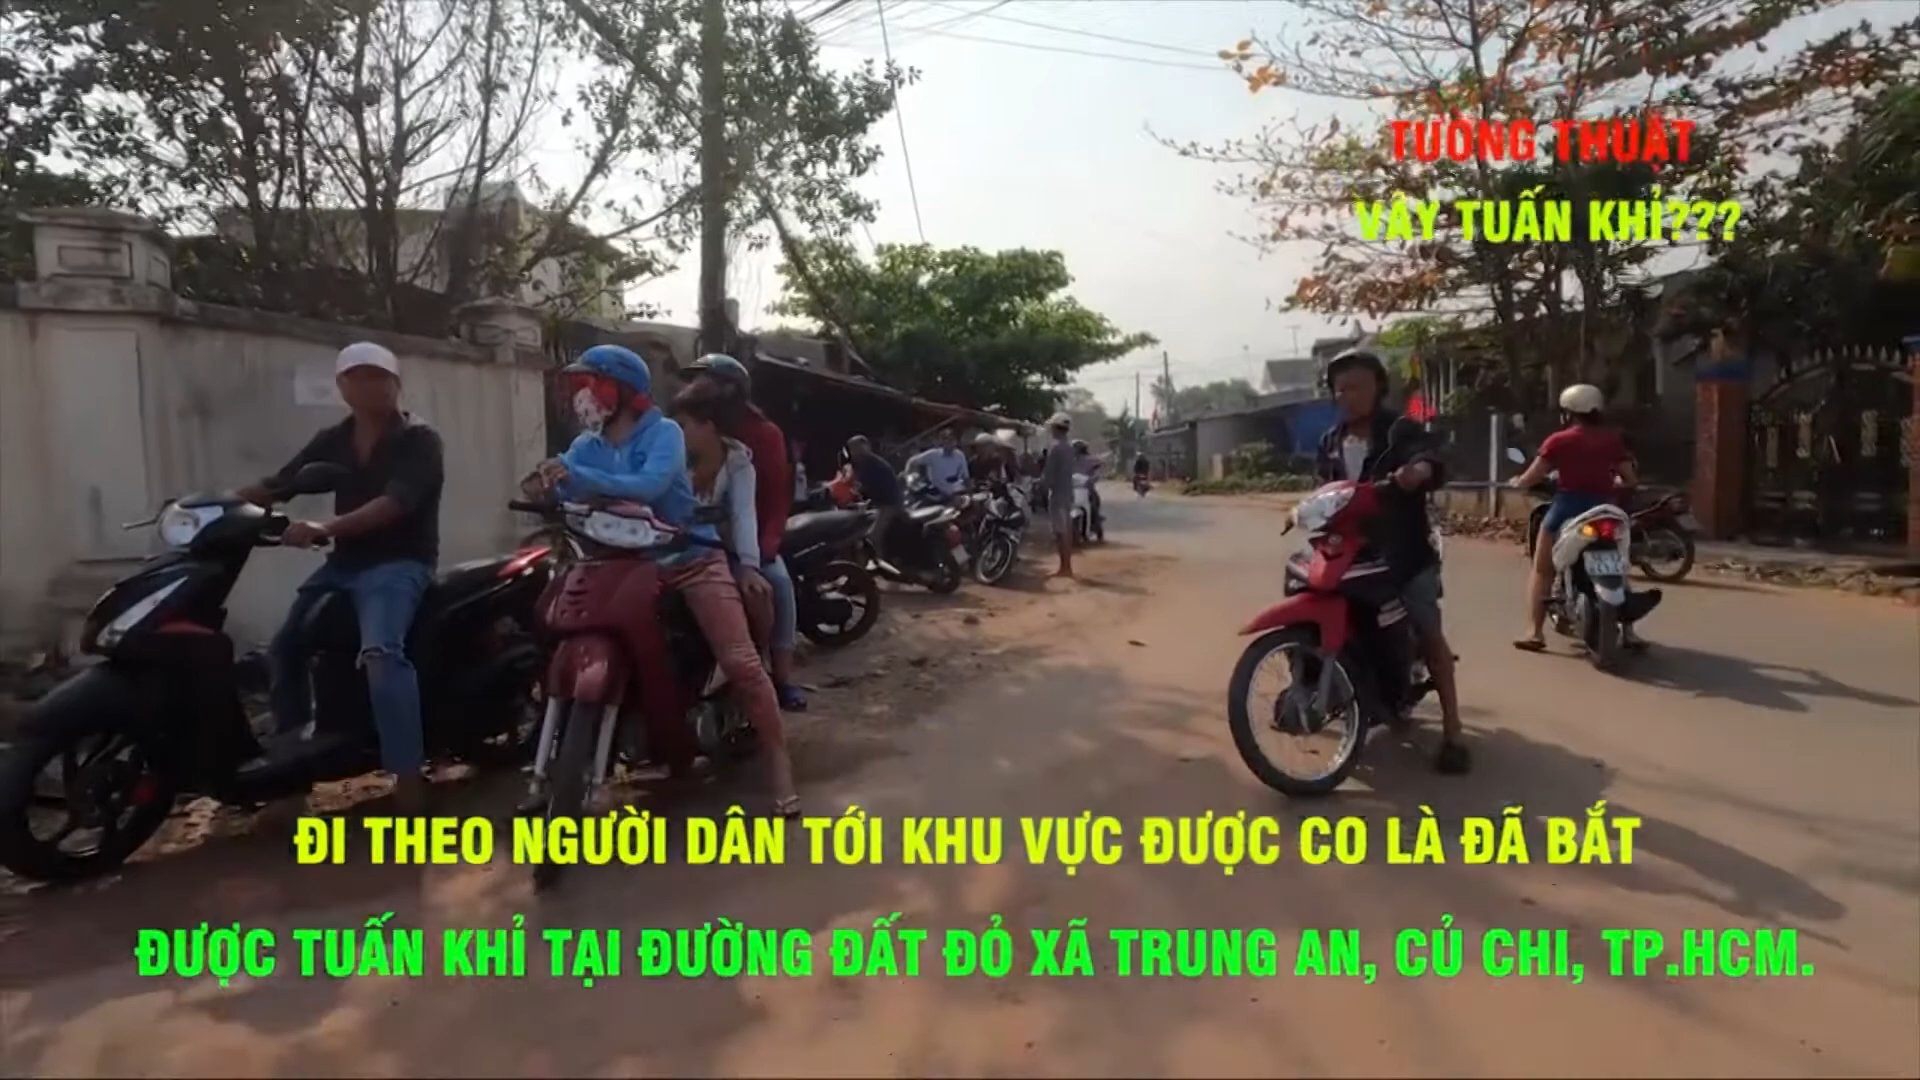 TƯỜNG THUẬT
VÂY TUẤN KHỈ???
ĐI THEO NGƯỜI DÂN TỚI KHU VỰC ĐƯỢC CO LÀ ĐÃ BẮT
ĐƯỢC TUẤN KHỈ TẠI ĐƯỜNG ĐẤT ĐỎ XÃ TRUNG AN, CỦ CHI, TP.HCM.